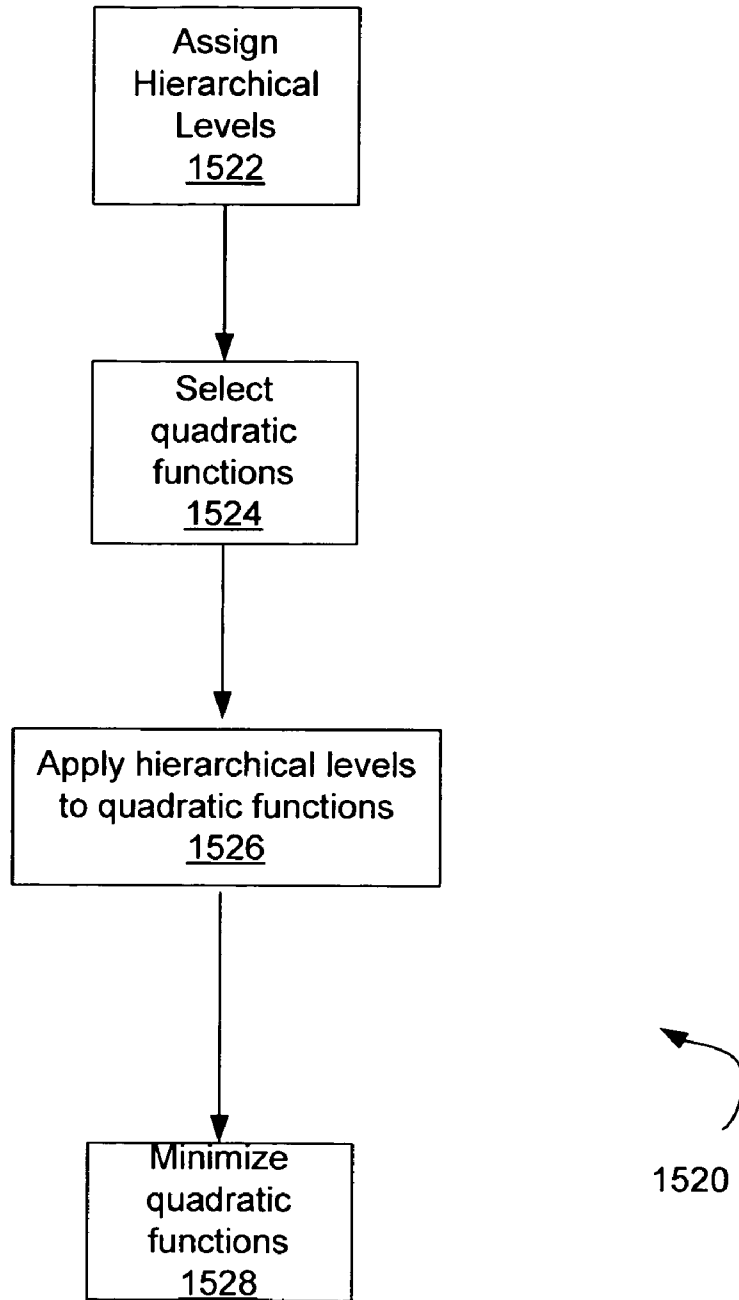 Assign
Hierarchical
Levels
1522
Select
quadratic
functions
1524
Apply hierarchical levels
to quadratic functions
1526
1520
Minimize
quadratic
functions
1528